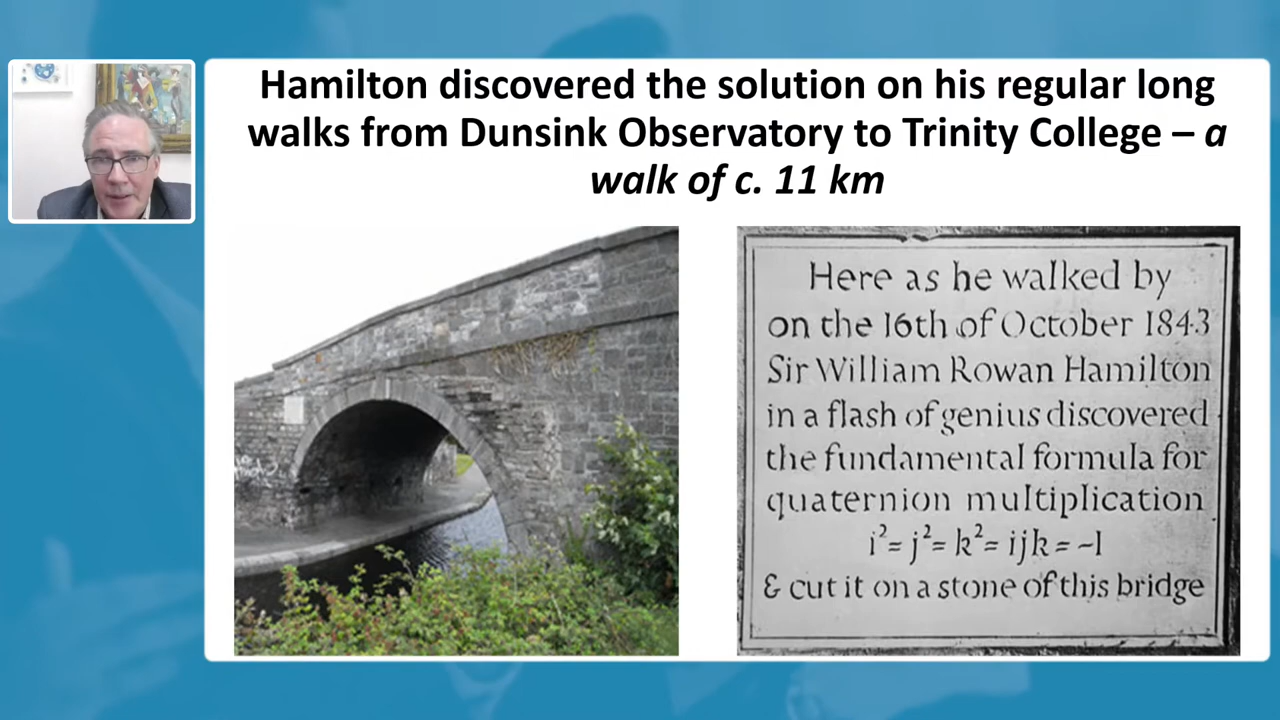 Hamilton discovered the solution on his regular long
walks from Dunsink Observatory to Trinity College – a
walk of c. 11 km
Here as he walked by
on the 16th of October 1843
Sir William Rowan Hamilton
in a flash of genius discovered
the fundamental formula for
quaternion multiplication
i² = j² = k² = ijk = -1
& cut it on a stone of this bridge